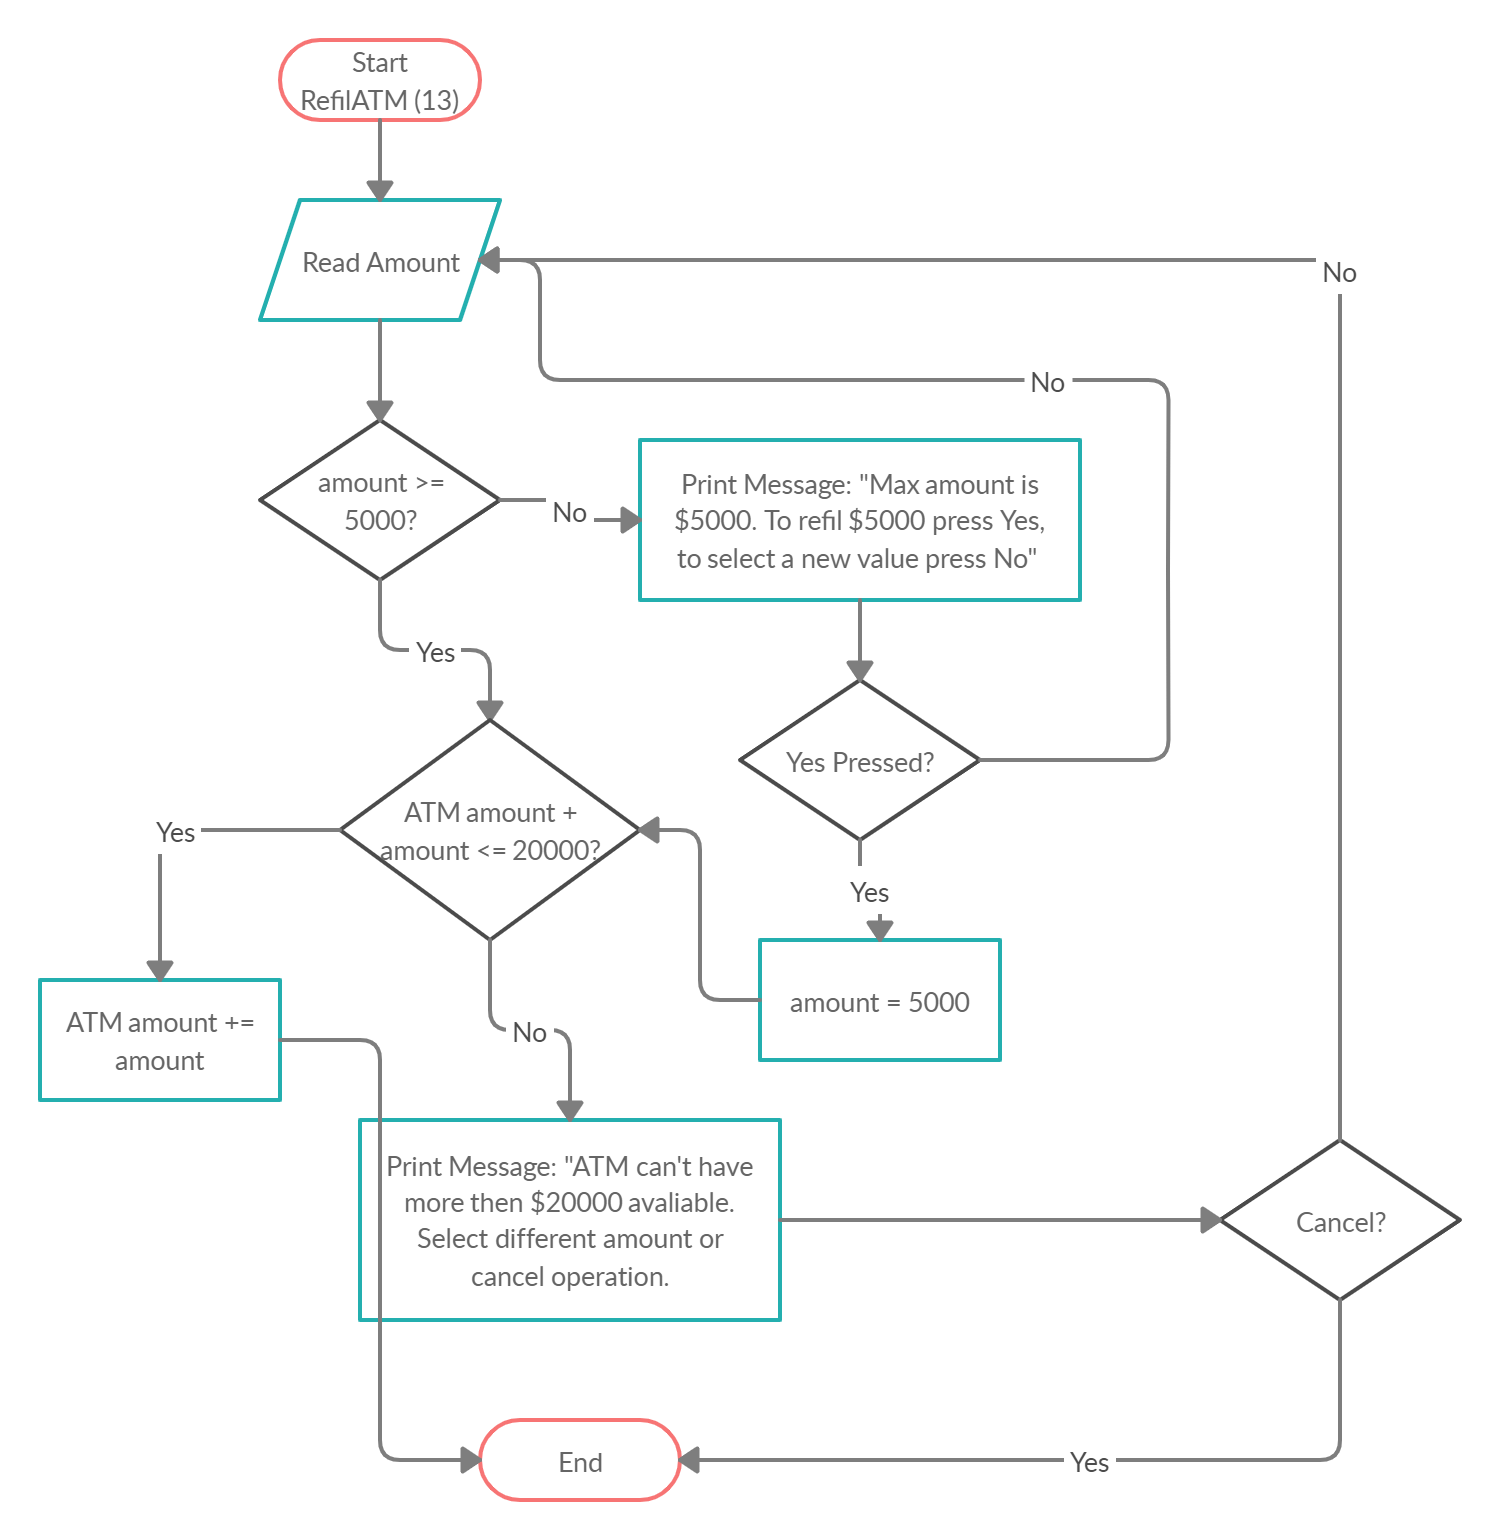 Start
RefilATM (13)
Read Amount
No
No
amount >=
5000?
No
Print Message: "Max amount is
$5000. To refil $5000 press Yes,
to select a new value press No"
Yes
Yes Pressed?
ATM amount +
amount <= 20000?
Yes
Yes
amount = 5000
ATM amount +=
amount
No
Print Message: "ATM can't have
more then $20000 avaliable.
Select different amount or
cancel operation.
Cancel?
End
Yes